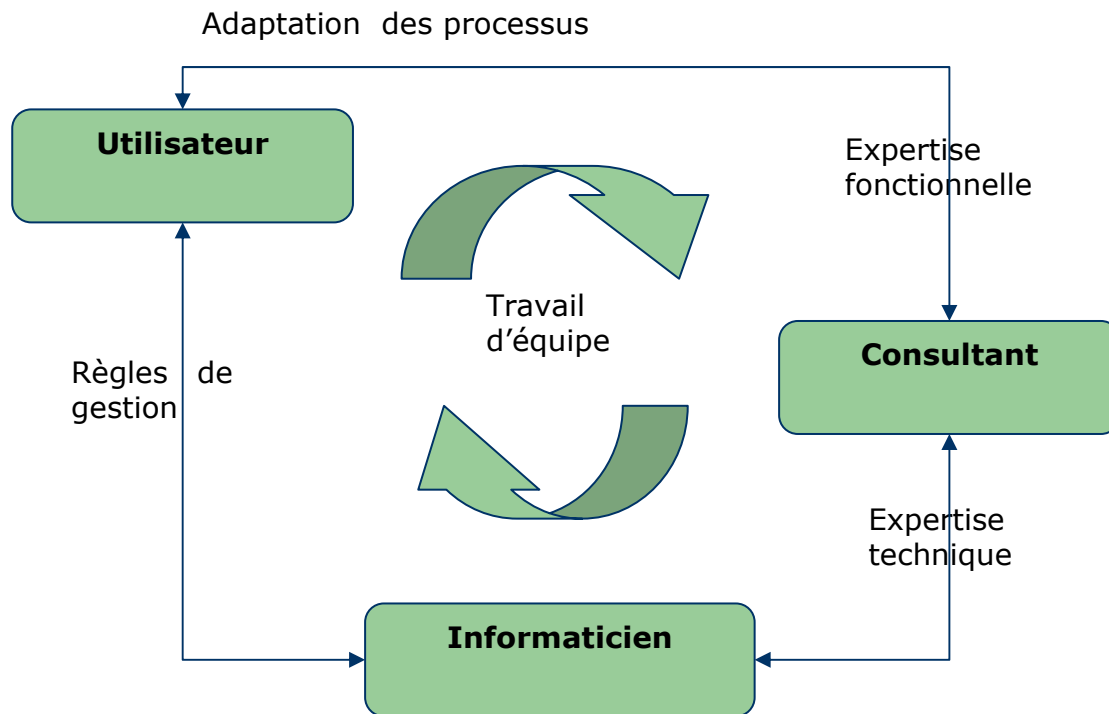 Adaptation des processus
Utilisateur
Expertise
fonctionnelle
Travail
d’équipe
Consultant
Règles de
gestion
Expertise
technique
Informaticien